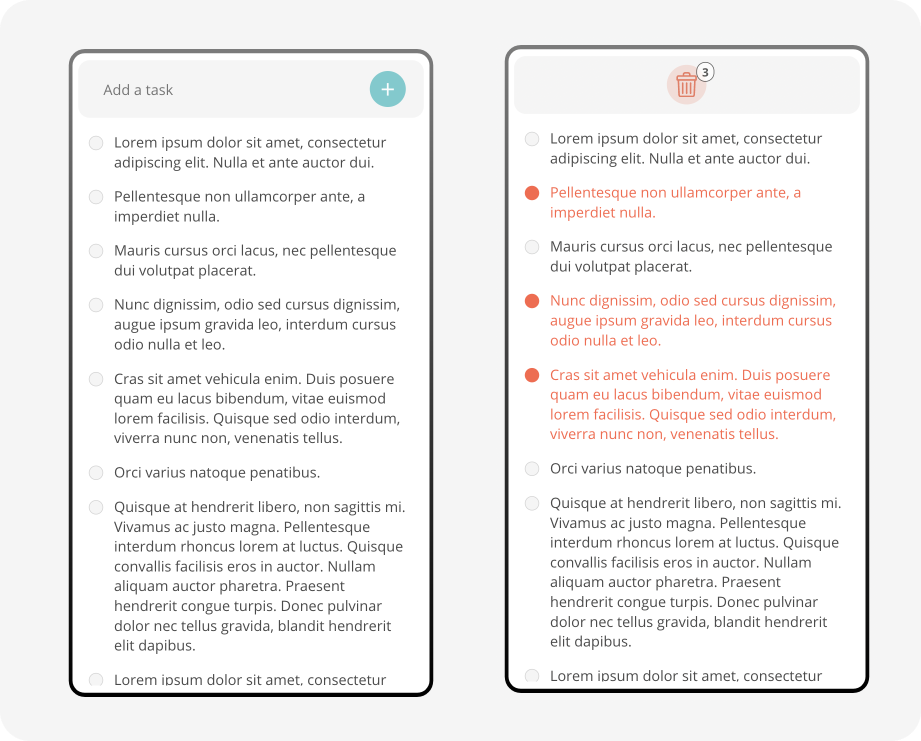 Add a task
Lorem ipsum dolor sit amet, consectetur
adipiscing elit. Nulla et ante auctor dui.
Pellentesque non ullamcorper ante, a
imperdiet nulla.
Mauris cursus orci lacus, nec pellentesque
dui volutpat placerat.
Nunc dignissim, odio sed cursus dignissim,
augue ipsum gravida leo, interdum cursus
odio nulla et leo.
Cras sit amet vehicula enim. Duis posuere
quam eu lacus bibendum, vitae euismod
lorem facilisis. Quisque sed odio interdum,
viverra nunc non, venenatis tellus.
Orci varius natoque penatibus.
Quisque at hendrerit libero, non sagittis mi.
Vivamus ac justo magna. Pellentesque
interdum rhoncus lorem at luctus. Quisque
convallis facilisis eros in auctor. Nullam
aliquam auctor pharetra. Praesent
hendrerit congue turpis. Donec pulvinar
dolor nec tellus gravida, blandit hendrerit
elit dapibus.
Lorem ipsum dolor sit amet, consectetur
3
Lorem ipsum dolor sit amet, consectetur
adipiscing elit. Nulla et ante auctor dui.
Pellentesque non ullamcorper ante, a
imperdiet nulla.
Mauris cursus orci lacus, nec pellentesque
dui volutpat placerat.
Nunc dignissim, odio sed cursus dignissim,
augue ipsum gravida leo, interdum cursus
odio nulla et leo.
Cras sit amet vehicula enim. Duis posuere
quam eu lacus bibendum, vitae euismod
lorem facilisis. Quisque sed odio interdum,
viverra nunc non, venenatis tellus.
Orci varius natoque penatibus.
Quisque at hendrerit libero, non sagittis mi.
Vivamus ac justo magna. Pellentesque
interdum rhoncus lorem at luctus. Quisque
convallis facilisis eros in auctor. Nullam
aliquam auctor pharetra. Praesent
hendrerit congue turpis. Donec pulvinar
dolor nec tellus gravida, blandit hendrerit
elit dapibus.
Lorem ipsum dolor sit amet, consectetur